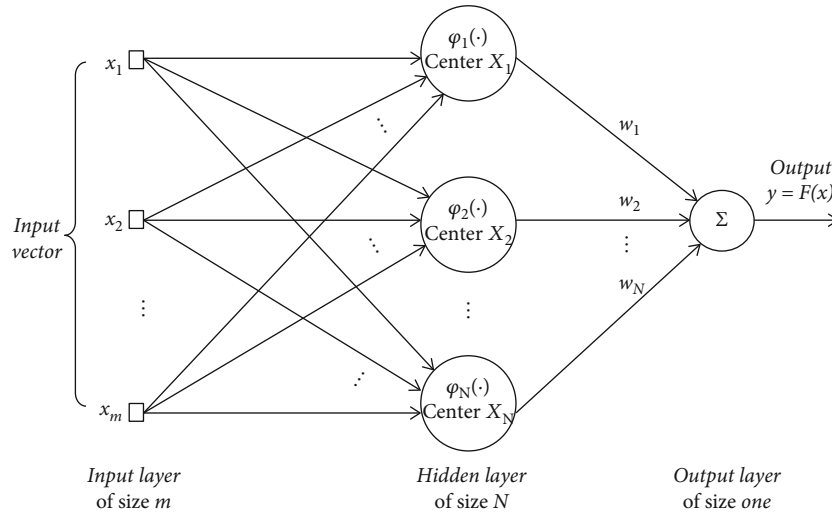 x1
x2
⋮
xm
Input
vector
φ1(·)
Center X1
φ2(·)
Center X2
⋮
φN(·)
Center XN
...
...
...
w1
w2
...
wN
Σ
Output
y = F(x)
Input layer
of size m
Hidden layer
of size N
Output layer
of size one